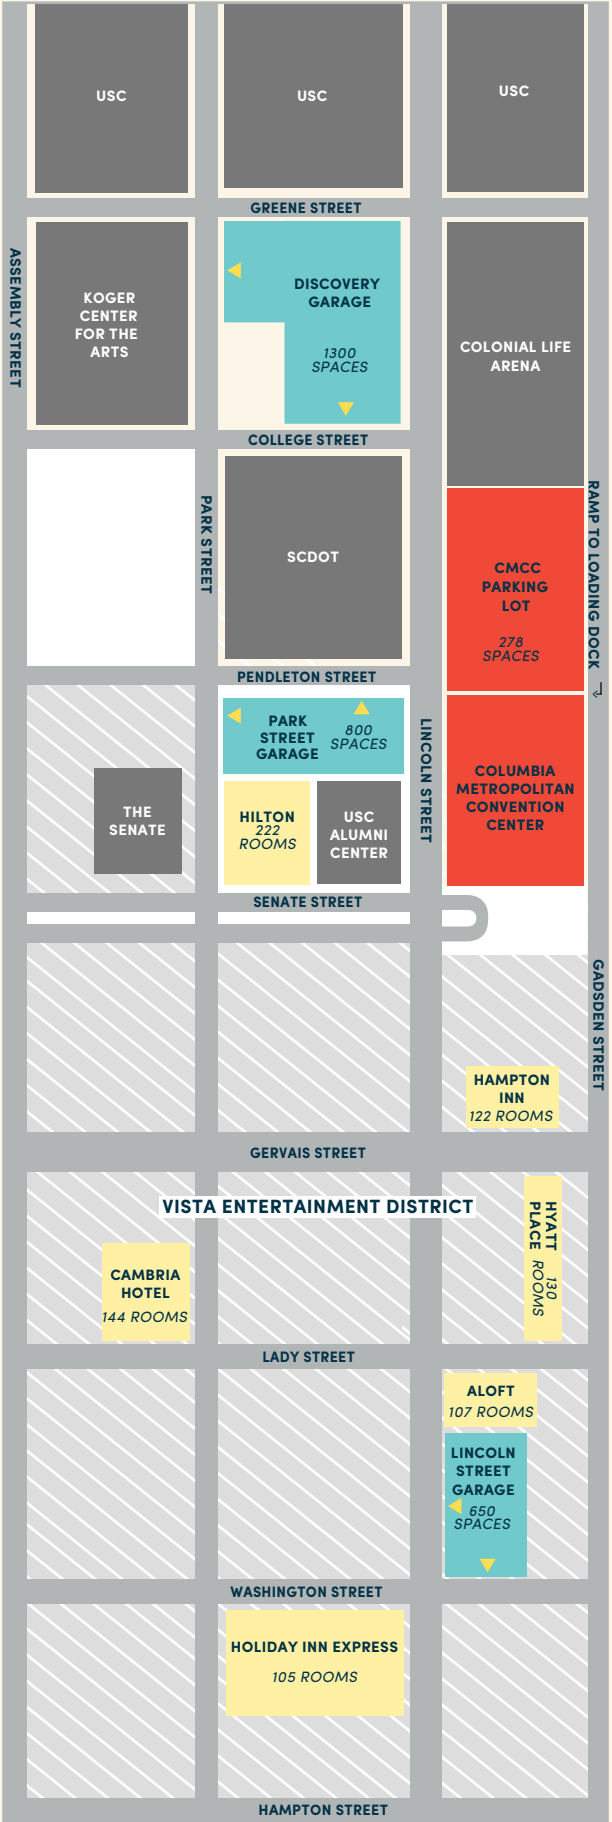 USC
USC
USC
GREENE STREET
ASSEMBLY STREET
KOGER
CENTER
FOR THE
ARTS
DISCOVERY
GARAGE
1300
SPACES
COLONIAL LIFE
ARENA
COLLEGE STREET
PARK STREET
SCDOT
CMCC
PARKING
LOT
278
SPACES
RAMP TO LOADING DOCK
PENDLETON STREET
PARK
STREET
GARAGE
800
SPACES
LINCOLN STREET
COLUMBIA
METROPOLITAN
CONVENTION
CENTER
THE
SENATE
HILTON
222
ROOMS
USC
ALUMNI
CENTER
SENATE STREET
GADSDEN STREET
HAMPTON
INN
122 ROOMS
GERVAIS STREET
VISTA ENTERTAINMENT DISTRICT
HYATT
PLACE
130
ROOMS
CAMBRIA
HOTEL
144 ROOMS
LADY STREET
ALOFT
107 ROOMS
LINCOLN
STREET
GARAGE
650
SPACES
WASHINGTON STREET
HOLIDAY INN EXPRESS
105 ROOMS
HAMPTON STREET